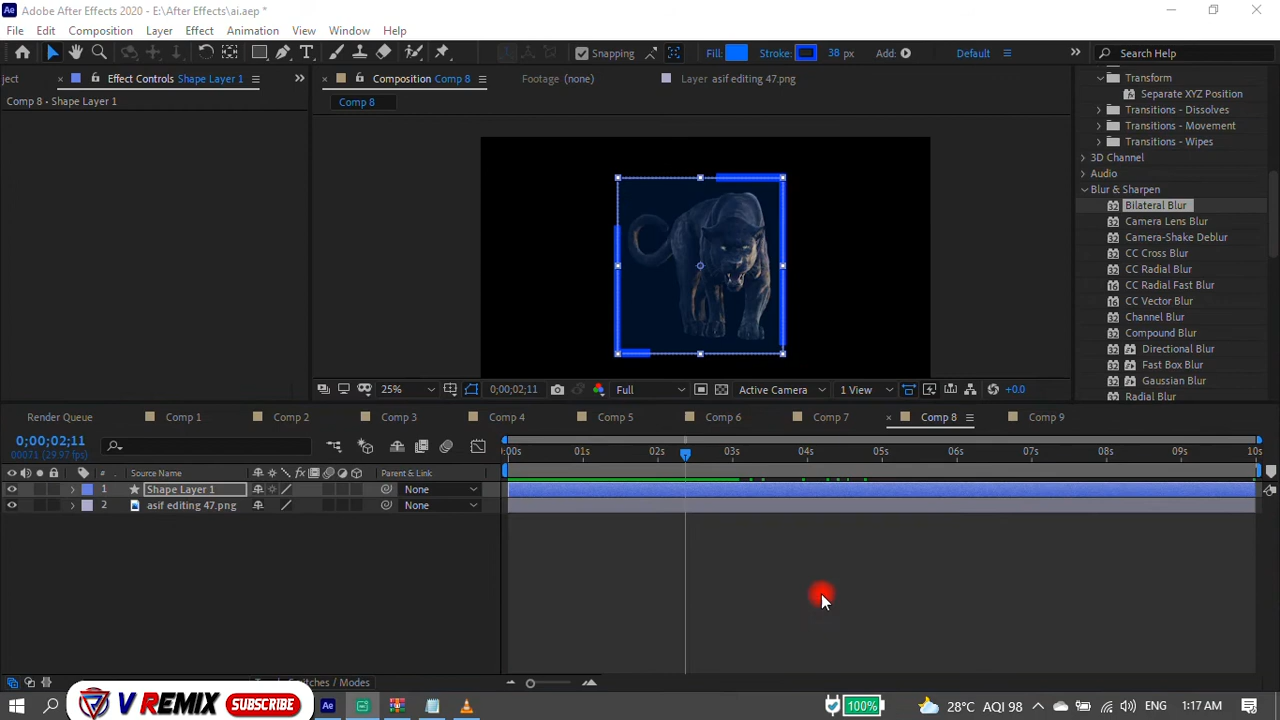 Adobe After Effects 2020 - E:\After Effects\ai.aep *
File Edit Composition Layer Effect Animation View Window Help
Snapping Fill: Stroke: 38 px Add: Default Search Help
ject Effect Controls Shape Layer 1 Composition Comp 8 Footage (none) Layer asif editing 47.png
Comp 8 • Shape Layer 1
Comp 8
Transform
Separate XYZ Position
Transitions - Dissolves
Transitions - Movement
Transitions - Wipes
3D Channel
Audio
Blur & Sharpen
Bilateral Blur
Camera Lens Blur
Camera-Shake Deblur
CC Cross Blur
CC Radial Blur
CC Radial Fast Blur
CC Vector Blur
Channel Blur
Compound Blur
Directional Blur
Fast Box Blur
Gaussian Blur
Radial Blur
25% 0;00;02;11 Full Active Camera 1 View +0.0
Render Queue Comp 1 Comp 2 Comp 3 Comp 4 Comp 5 Comp 6 Comp 7 Comp 8 Comp 9
0;00;02;11
00071 (29.97 fps)
:00s 01s 02s 03s 04s 05s 06s 07s 08s 09s 10s
# Source Name Parent & Link
1 Shape Layer 1 None
2 asif editing 47.png None
Switches / Modes
V REMIX SUBSCRIBE
100% 28°C AQI 98 ENG 1:17 AM